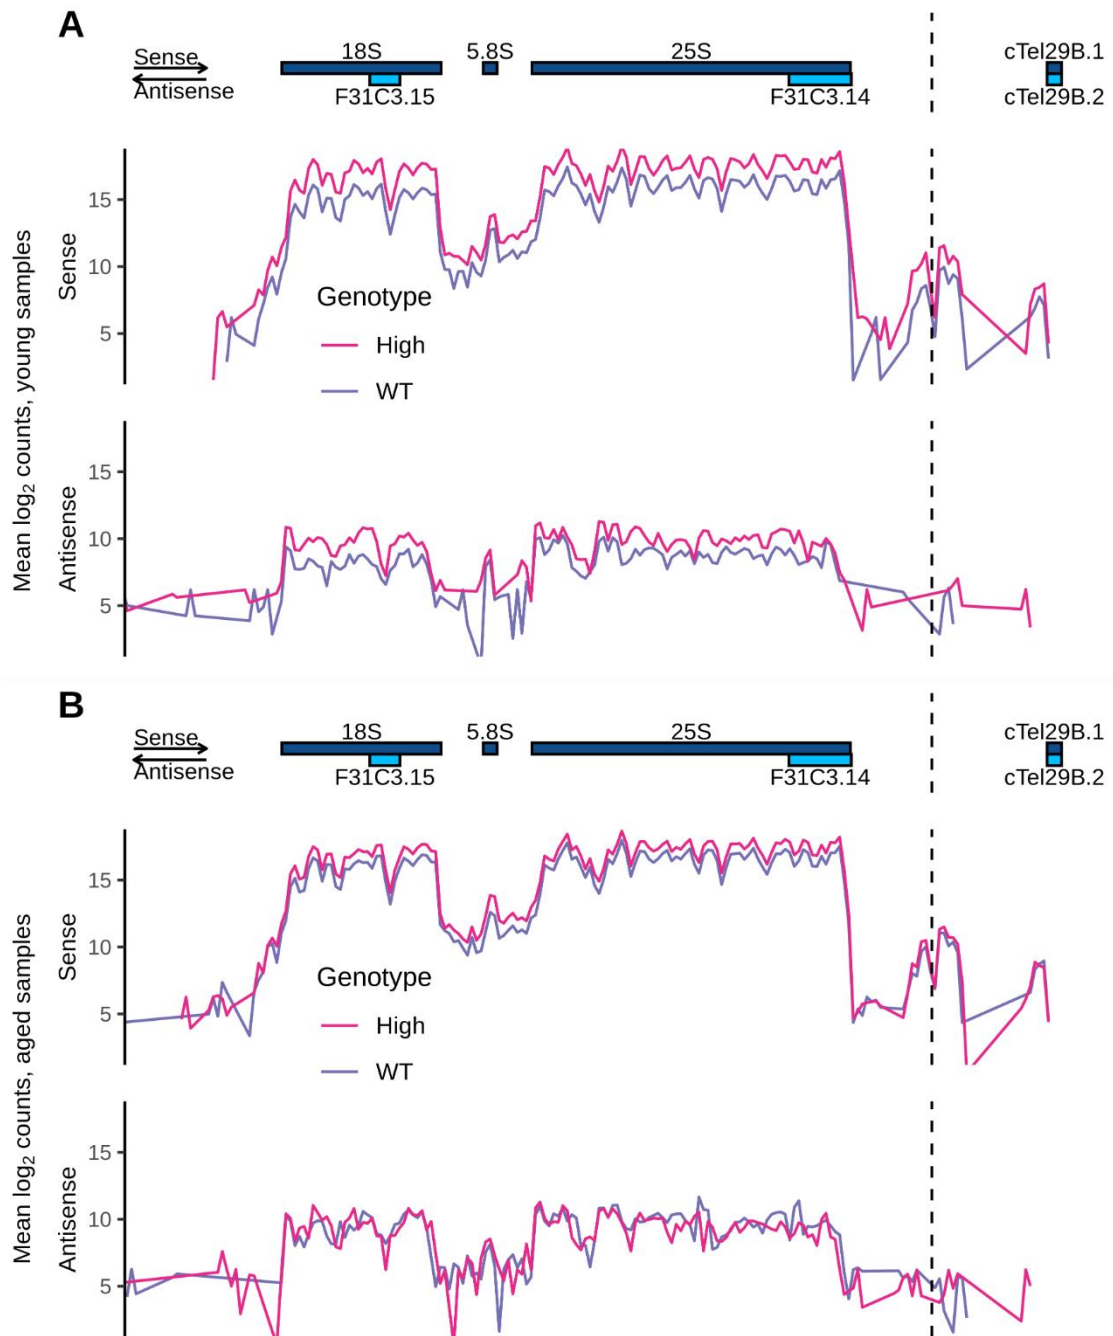 A
Sense
Antisense
18S
5.8S
25S
cTel29B.1
F31C3.15
F31C3.14
cTel29B.2
Mean log₂ counts, young samples
Sense
15
10
5
Genotype
High
WT
Antisense
15
10
5
B
Sense
Antisense
18S
5.8S
25S
cTel29B.1
F31C3.15
F31C3.14
cTel29B.2
Mean log₂ counts, aged samples
Sense
15
10
5
Genotype
High
WT
Antisense
15
10
5